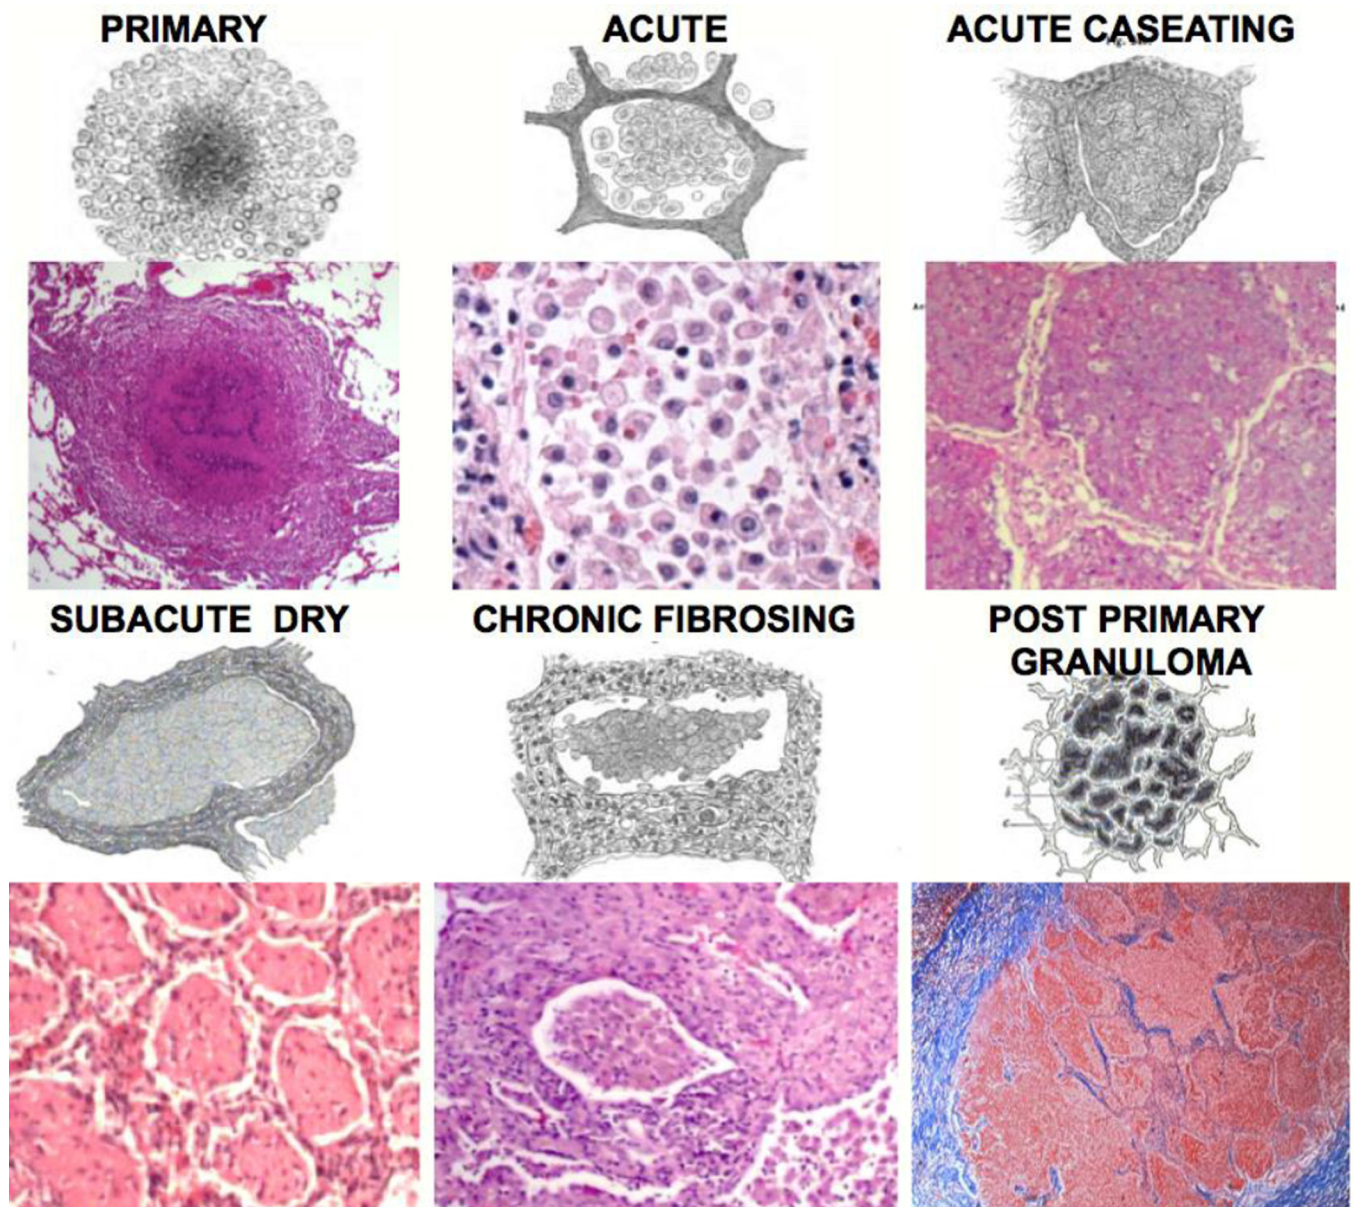 PRIMARY
ACUTE
ACUTE CASEATING
SUBACUTE DRY
CHRONIC FIBROSING
POST PRIMARY
GRANULOMA